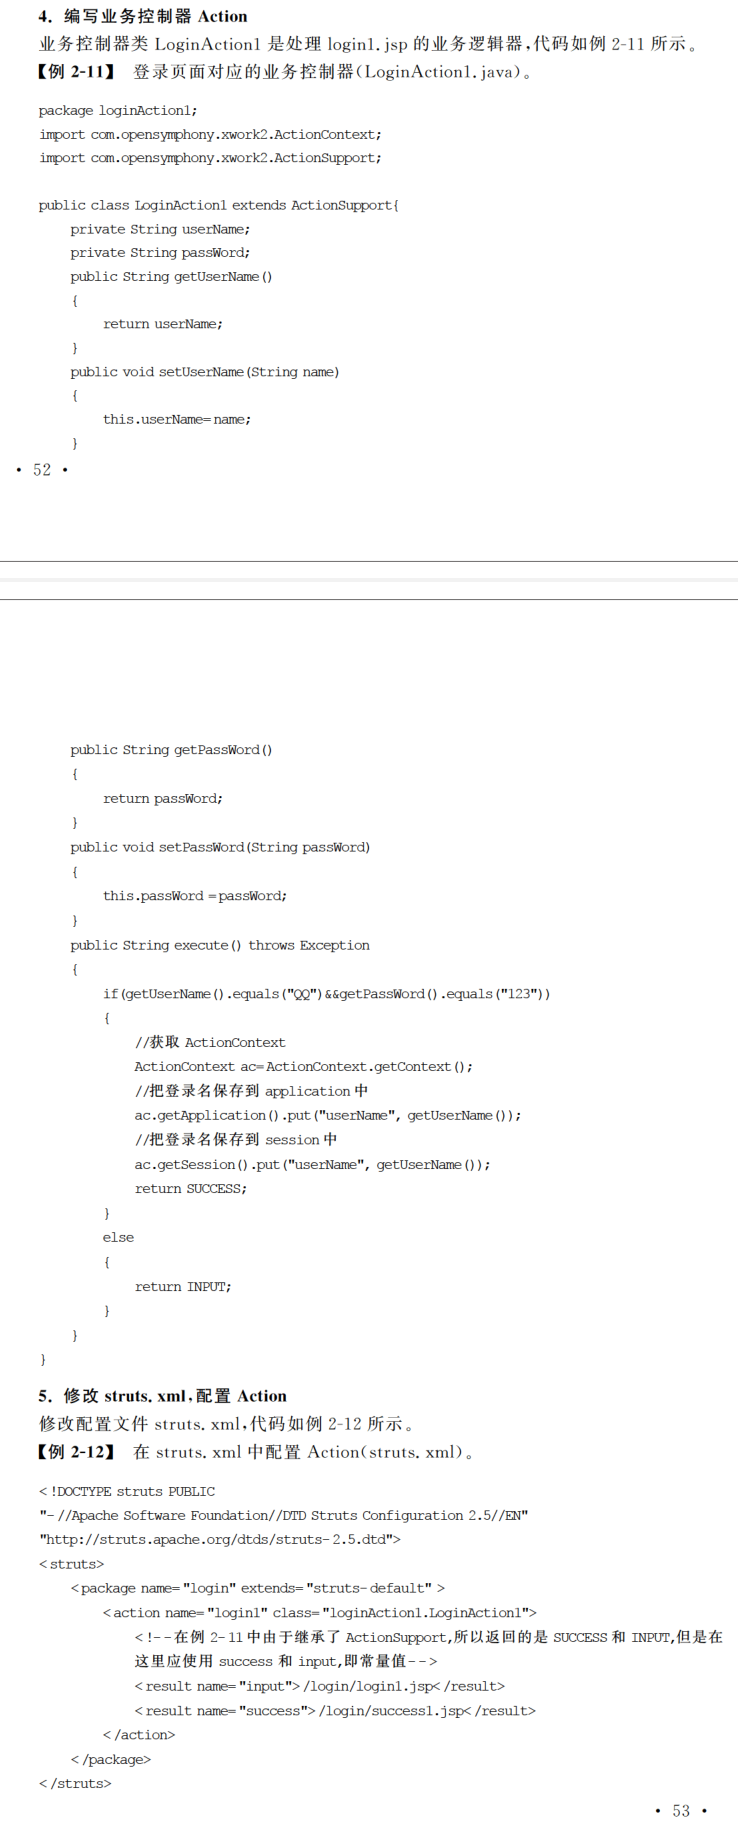 4. 编写业务控制器 Action
业务控制器类 LoginAction1 是处理 login1.jsp 的业务逻辑器,代码如例 2-11 所示。
【例 2-11】 登录页面对应的业务控制器(LoginAction1.java)。
package loginAction1;
import com.opensymphony.xwork2.ActionContext;
import com.opensymphony.xwork2.ActionSupport;
public class LoginAction1 extends ActionSupport{
private String userName;
private String passWord;
public String getUserName()
{
return userName;
}
public void setUserName(String name)
{
this.userName=name;
}
• 52 •
public String getPassWord()
{
return passWord;
}
public void setPassWord(String passWord)
{
this.passWord =passWord;
}
public String execute() throws Exception
{
if(getUserName().equals("QQ")&&getPassWord().equals("123"))
{
//获取 ActionContext
ActionContext ac=ActionContext.getContext();
//把登录名保存到 application 中
ac.getApplication().put("userName", getUserName());
//把登录名保存到 session 中
ac.getSession().put("userName", getUserName());
return SUCCESS;
}
else
{
return INPUT;
}
}
}
5. 修改 struts.xml,配置 Action
修改配置文件 struts.xml,代码如例 2-12 所示。
【例 2-12】 在 struts.xml 中配置 Action(struts.xml)。
<!DOCTYPE struts PUBLIC
"-//Apache Software Foundation//DTD Struts Configuration 2.5//EN"
"http://struts.apache.org/dtds/struts-2.5.dtd">
<struts>
<package name="login" extends="struts-default" >
<action name="login1" class="loginAction1.LoginAction1">
<!--在例 2-11 中由于继承了 ActionSupport,所以返回的是 SUCCESS 和 INPUT,但是在
这里应使用 success 和 input,即常量值-->
<result name="input">/login/login1.jsp</result>
<result name="success">/login/success1.jsp</result>
</action>
</package>
</struts>
• 53 •